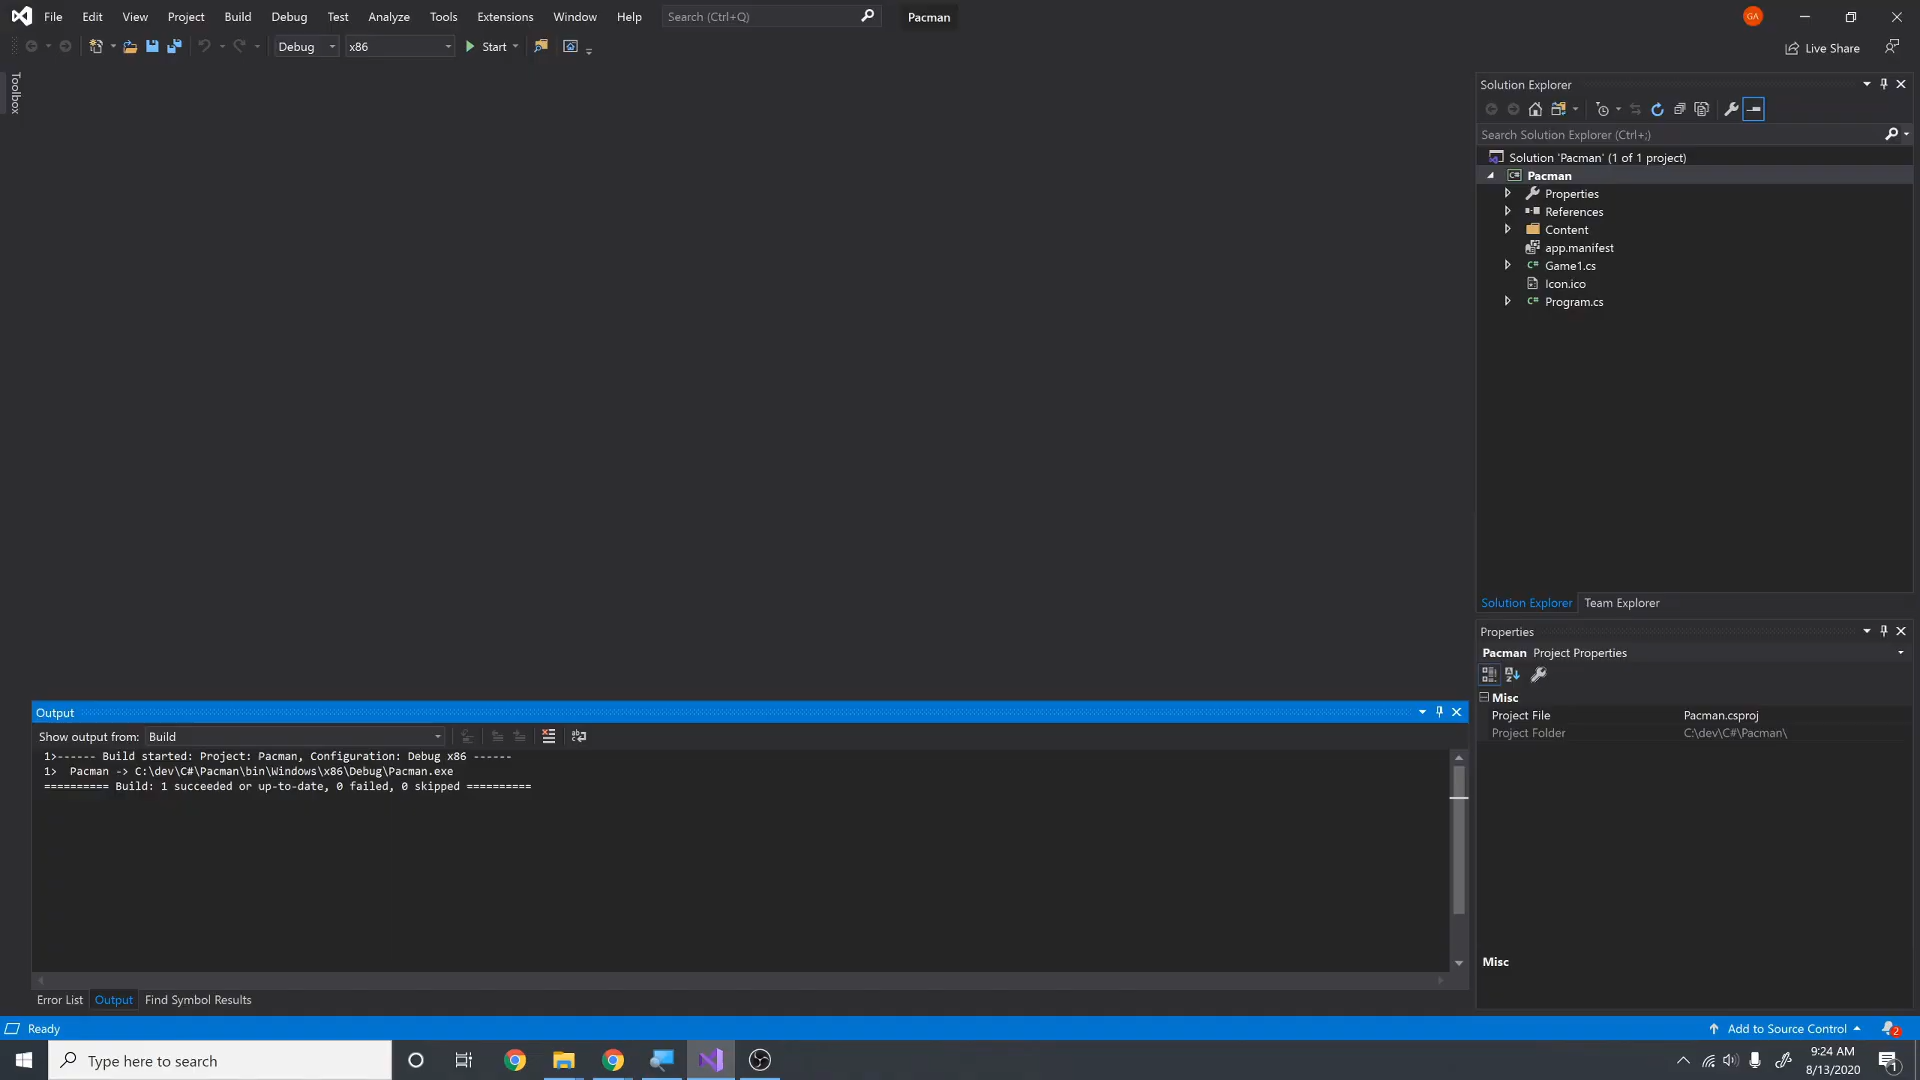 File Edit View Project Build Debug Test Analyze Tools Extensions Window Help Search (Ctrl+Q) Pacman GA
Debug x86 Start Live Share
Toolbox
Solution Explorer
Search Solution Explorer (Ctrl+;)
Solution 'Pacman' (1 of 1 project)
C# Pacman
Properties
References
Content
app.manifest
C# Game1.cs
Icon.ico
C# Program.cs
Solution Explorer Team Explorer
Properties
Pacman Project Properties
Misc
Project File Pacman.csproj
Project Folder C:\dev\C#\Pacman\
Misc
Output
Show output from: Build
1>------ Build started: Project: Pacman, Configuration: Debug x86 ------
1>  Pacman -> C:\dev\C#\Pacman\bin\Windows\x86\Debug\Pacman.exe
========== Build: 1 succeeded or up-to-date, 0 failed, 0 skipped ==========
Error List Output Find Symbol Results
Ready Add to Source Control 2
Type here to search 9:24 AM
8/13/2020 1